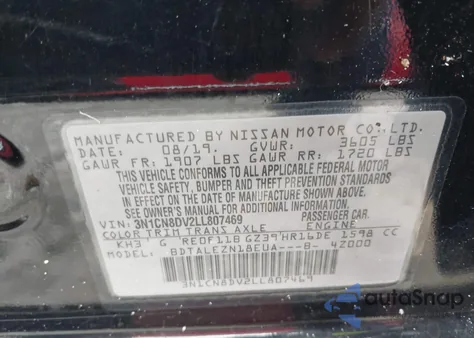 MANUFACTURED BY NISSAN MOTOR CO.,LTD.
DATE: 08/19. GVWR: 3605 LBS
GAWR FR: 1907 LBS GAWR RR: 1720 LBS
THIS VEHICLE CONFORMS TO ALL APPLICABLE FEDERAL MOTOR
VEHICLE SAFETY, BUMPER AND THEFT PREVENTION STANDARDS
IN EFFECT ON THE DATE OF MANUFACTURE SHOWN ABOVE.
SEE OWNER'S MANUAL FOR ADDITIONAL INFORMATION
VIN: 3N1CN8DV2LL807469 PASSENGER CAR.
COLOR TRIM TRANS AXLE ENGINE
KH3 G RE0F11B GZ39 HR16DE 1598 CC
MODEL: BDTALEZN18EUA---B- 42000
3N1CN8DV2LL807469
autoSnap